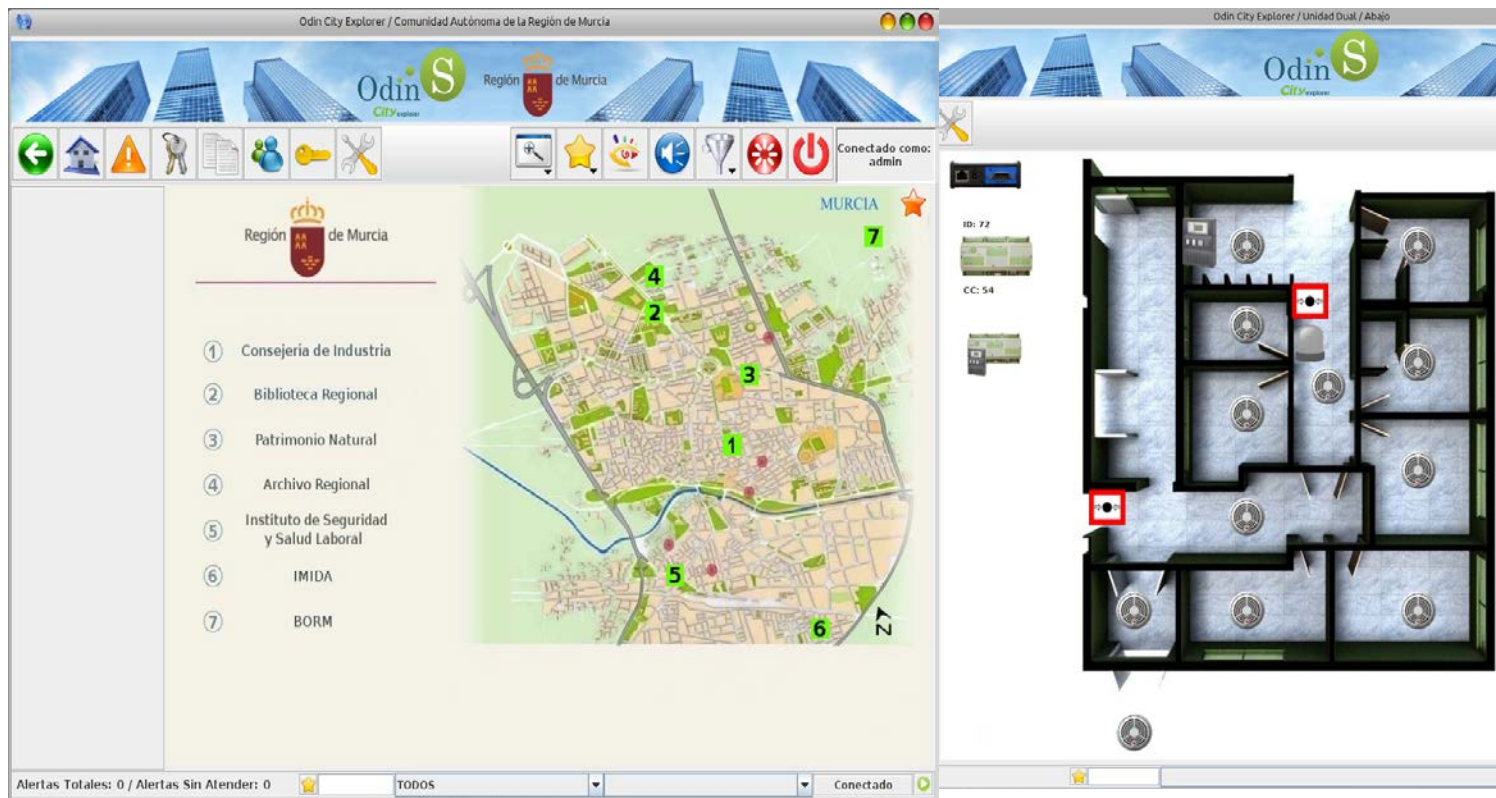 Odin City Explorer / Comunidad Autónoma de la Región de Murcia
Odin S
City explorer
Región de Murcia
Conectado como:
admin
Región de Murcia
1 Consejeria de Industria
2 Biblioteca Regional
3 Patrimonio Natural
4 Archivo Regional
5 Instituto de Seguridad
y Salud Laboral
6 IMIDA
7 BORM
MURCIA
7
4
2
3
1
5
6
N
Alertas Totales: 0 / Alertas Sin Atender: 0
TODOS
Conectado
Odin City Explorer / Unidad Dual / Abajo
Odin S
City explorer
ID: 72
CC: 54